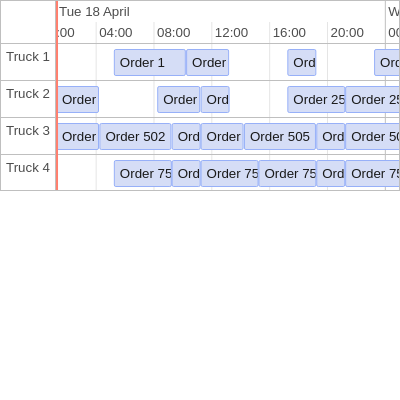 Tue 18 April W
:00 04:00 08:00 12:00 16:00 20:00 00
Truck 1 Order 1 Order Ord Ord
Truck 2 Order Order Ord Order 25 Order 25
Truck 3 Order Order 502 Ord Order Order 505 Ord Order 50
Truck 4 Order 75 Ord Order 75 Order 75 Ord Order 75